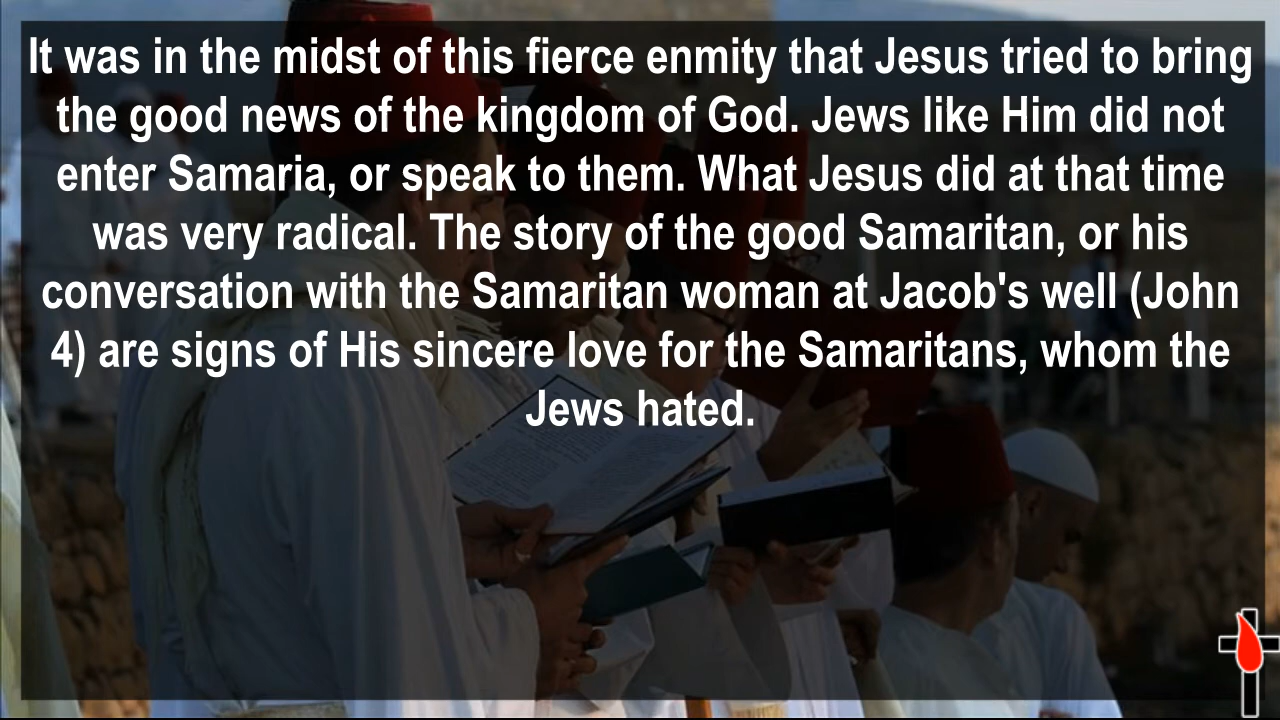 It was in the midst of this fierce enmity that Jesus tried to bring
the good news of the kingdom of God. Jews like Him did not
enter Samaria, or speak to them. What Jesus did at that time
was very radical. The story of the good Samaritan, or his
conversation with the Samaritan woman at Jacob's well (John
4) are signs of His sincere love for the Samaritans, whom the
Jews hated.